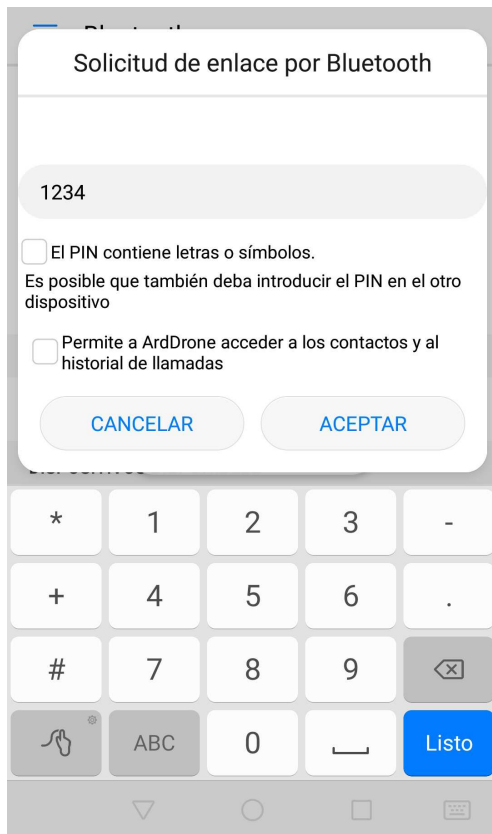 Solicitud de enlace por Bluetooth
1234
El PIN contiene letras o símbolos.
Es posible que también deba introducir el PIN en el otro
dispositivo
Permite a ArdDrone acceder a los contactos y al
historial de llamadas
CANCELAR ACEPTAR
* 1 2 3 -
+ 4 5 6 .
# 7 8 9
ABC 0 Listo